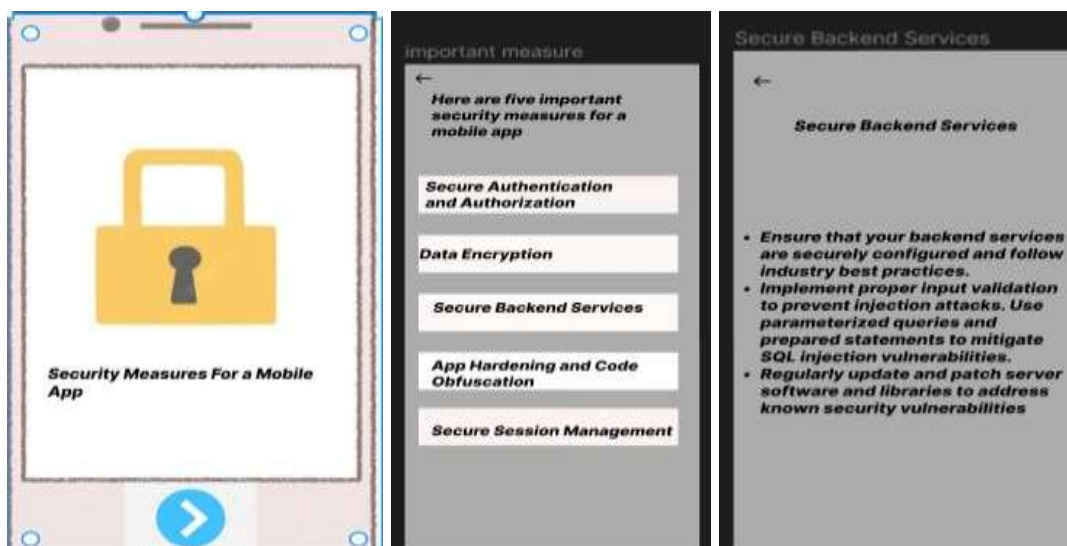 Security Measures For a Mobile
App
important measure
←
Here are five important
security measures for a
mobile app
Secure Authentication
and Authorization
Data Encryption
Secure Backend Services
App Hardening and Code
Obfuscation
Secure Session Management
Secure Backend Services
←
Secure Backend Services
• Ensure that your backend services
are securely configured and follow
industry best practices.
• Implement proper input validation
to prevent injection attacks. Use
parameterized queries and
prepared statements to mitigate
SQL injection vulnerabilities.
• Regularly update and patch server
software and libraries to address
known security vulnerabilities